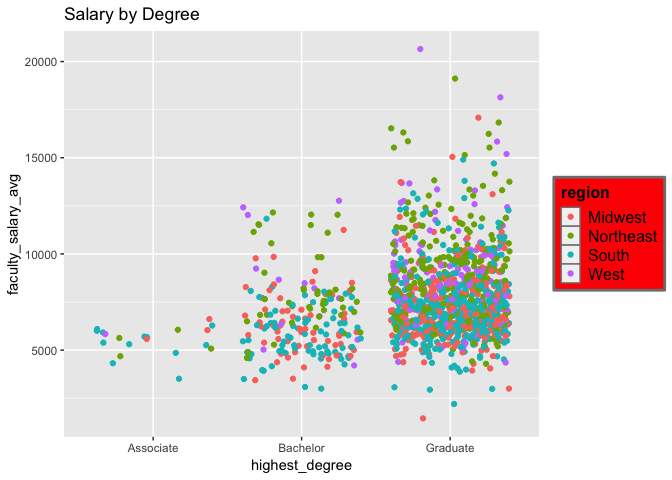 Salary by Degree
faculty_salary_avg
20000
15000
10000
5000
Associate
Bachelor
Graduate
highest_degree
region
Midwest
Northeast
South
West